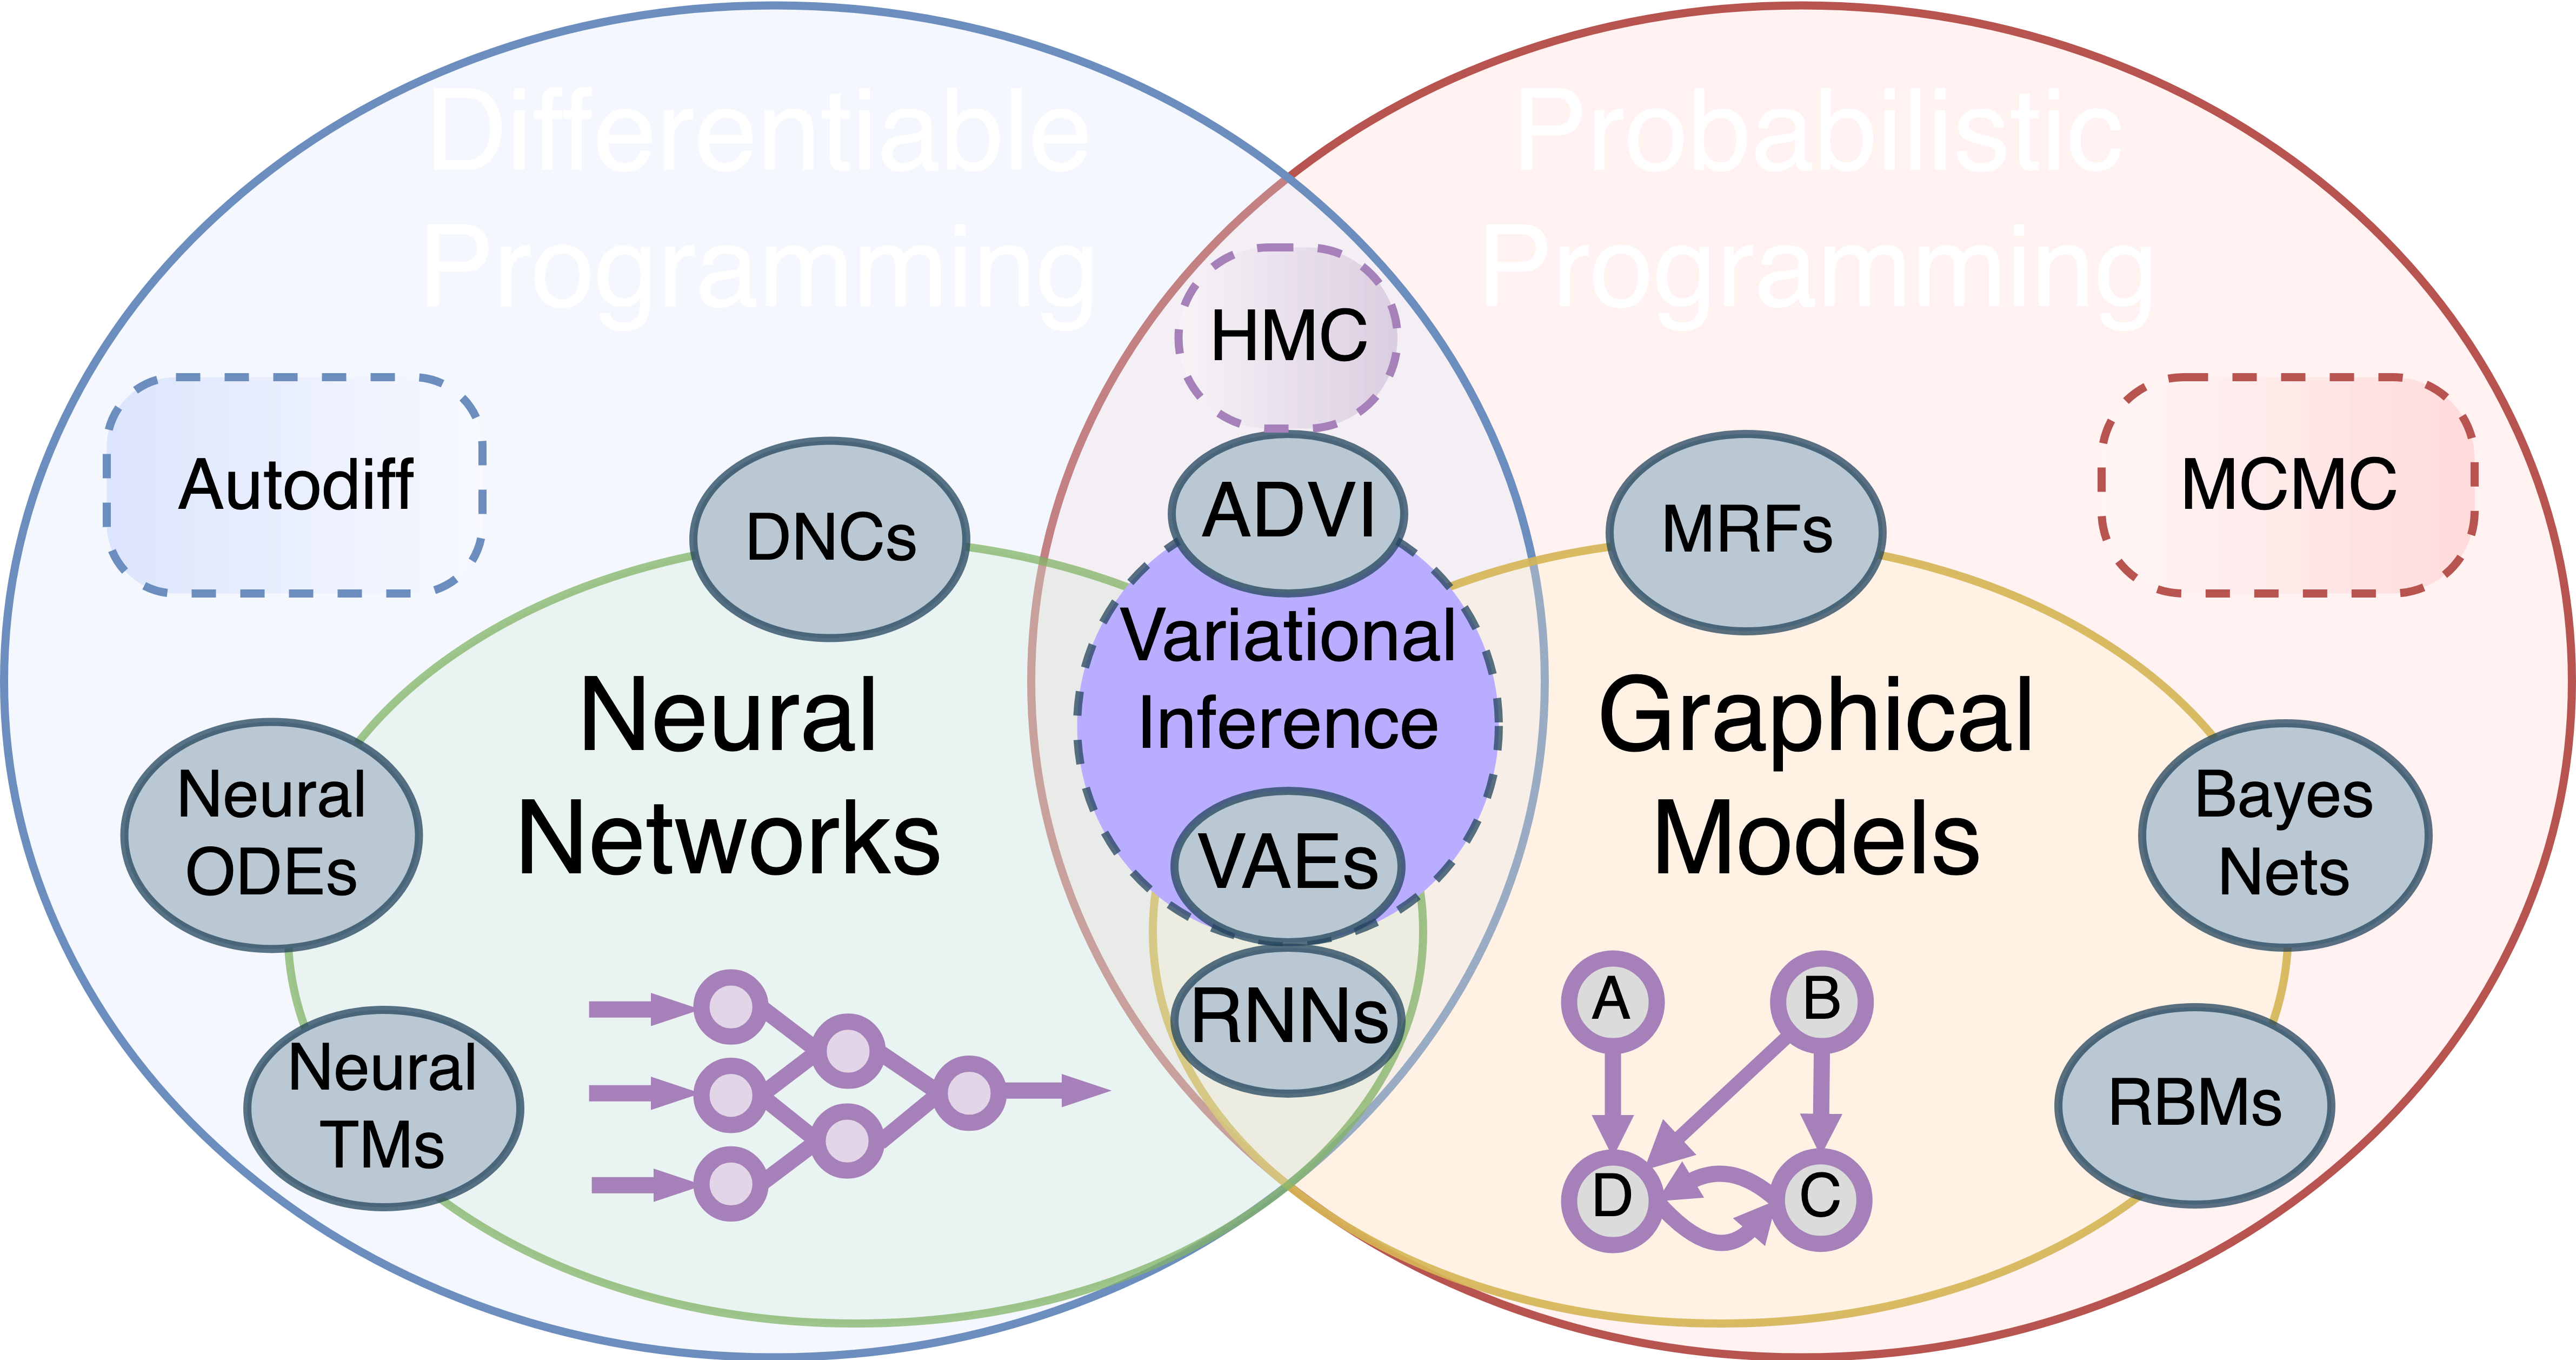 Differentiable
Programming
Probabilistic
Programming
HMC
Autodiff
MCMC
DNCs
ADVI
MRFs
Variational
Inference
Neural
Networks
Graphical
Models
Neural
ODEs
VAEs
Bayes
Nets
RNNs
Neural
TMs
RBMs
A
B
D
C